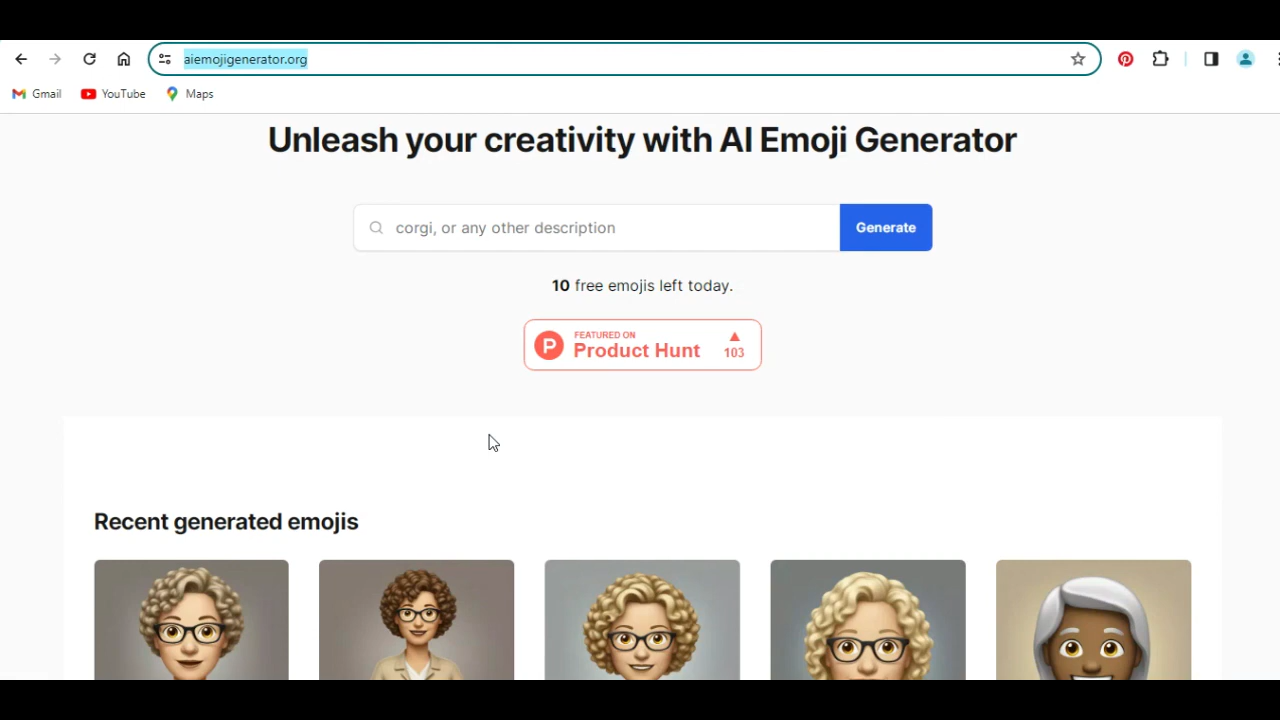 aiemojigenerator.org
Gmail YouTube Maps
Unleash your creativity with AI Emoji Generator
corgi, or any other description Generate
10 free emojis left today.
P FEATURED ON
Product Hunt 103
Recent generated emojis